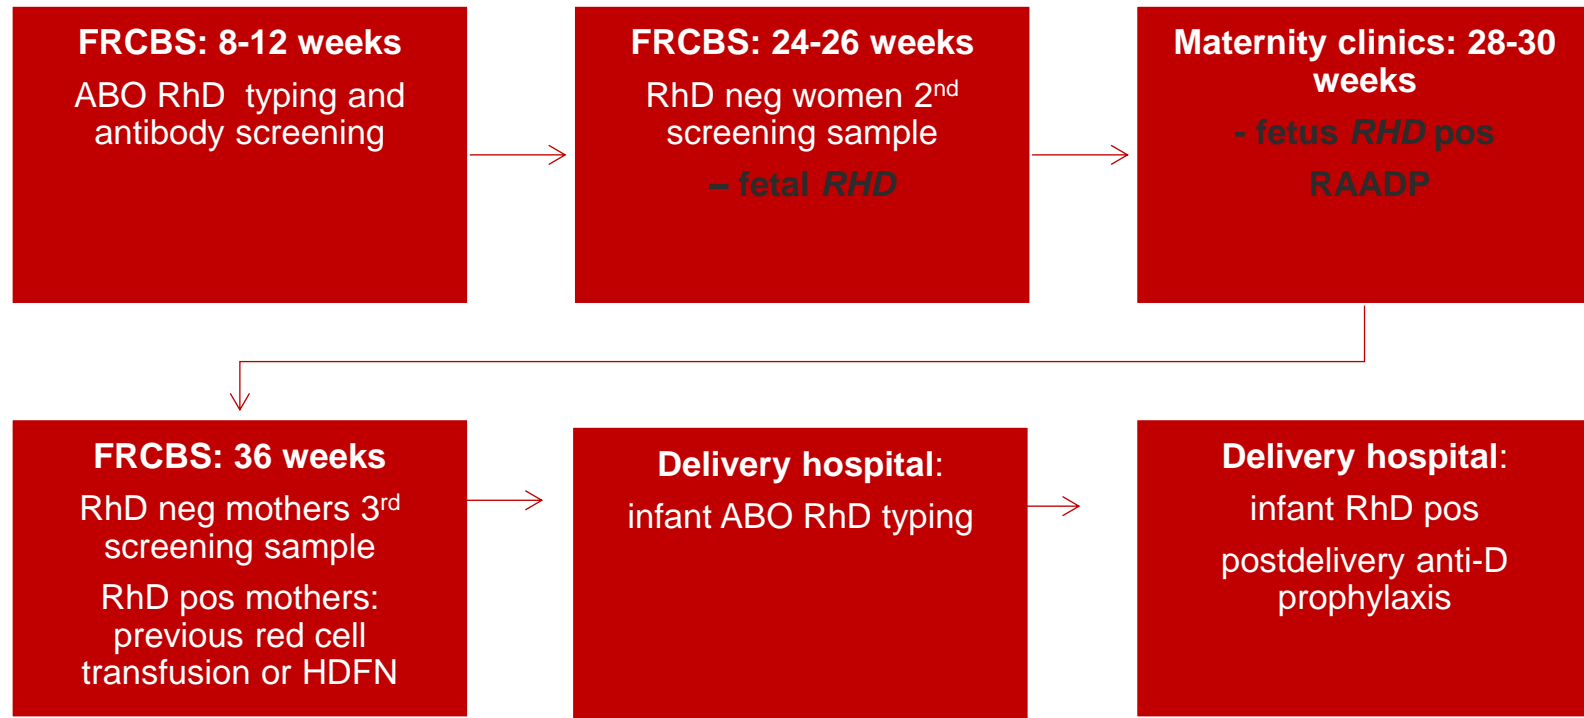 FRCBS: 8-12 weeks
ABO RhD  typing and
antibody screening
FRCBS: 24-26 weeks
RhD neg women 2nd
screening sample
– fetal RHD
Maternity clinics: 28-30
weeks
- fetus RHD pos
RAADP
FRCBS: 36 weeks
RhD neg mothers 3rd
screening sample
RhD pos mothers:
previous red cell
transfusion or HDFN
Delivery hospital:
infant ABO RhD typing
Delivery hospital:
infant RhD pos
postdelivery anti-D
prophylaxis